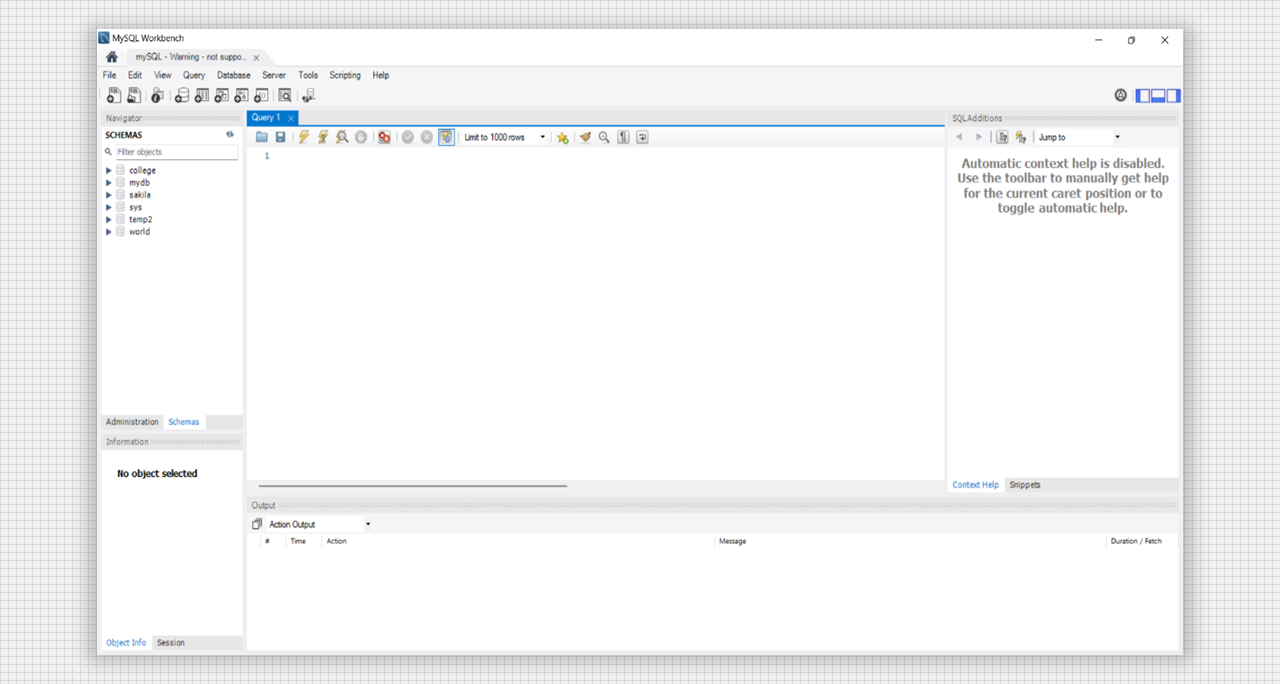 MySQL Workbench
mySQL - Warning - not suppo...
File Edit View Query Database Server Tools Scripting Help
Navigator
SCHEMAS
Filter objects
college
mydb
sakila
sys
temp2
world
Administration Schemas
Information
No object selected
Object Info Session
Query 1
Limit to 1000 rows
1
SQLAdditions
Jump to
Automatic context help is disabled.
Use the toolbar to manually get help
for the current caret position or to
toggle automatic help.
Context Help Snippets
Output
Action Output
# Time Action Message Duration / Fetch